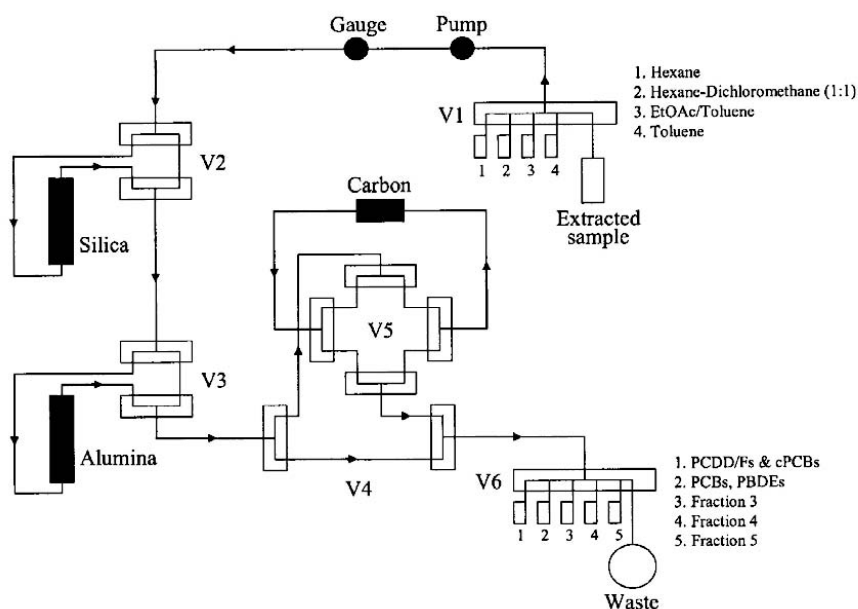 Gauge
Pump
1. Hexane
2. Hexane-Dichloromethane (1:1)
3. EtOAc/Toluene
4. Toluene
V1
1 2 3 4
Extracted
sample
V2
Silica
Carbon
V5
V3
Alumina
V4
V6
1. PCDD/Fs & cPCBs
2. PCBs, PBDEs
3. Fraction 3
4. Fraction 4
5. Fraction 5
1 2 3 4 5
Waste